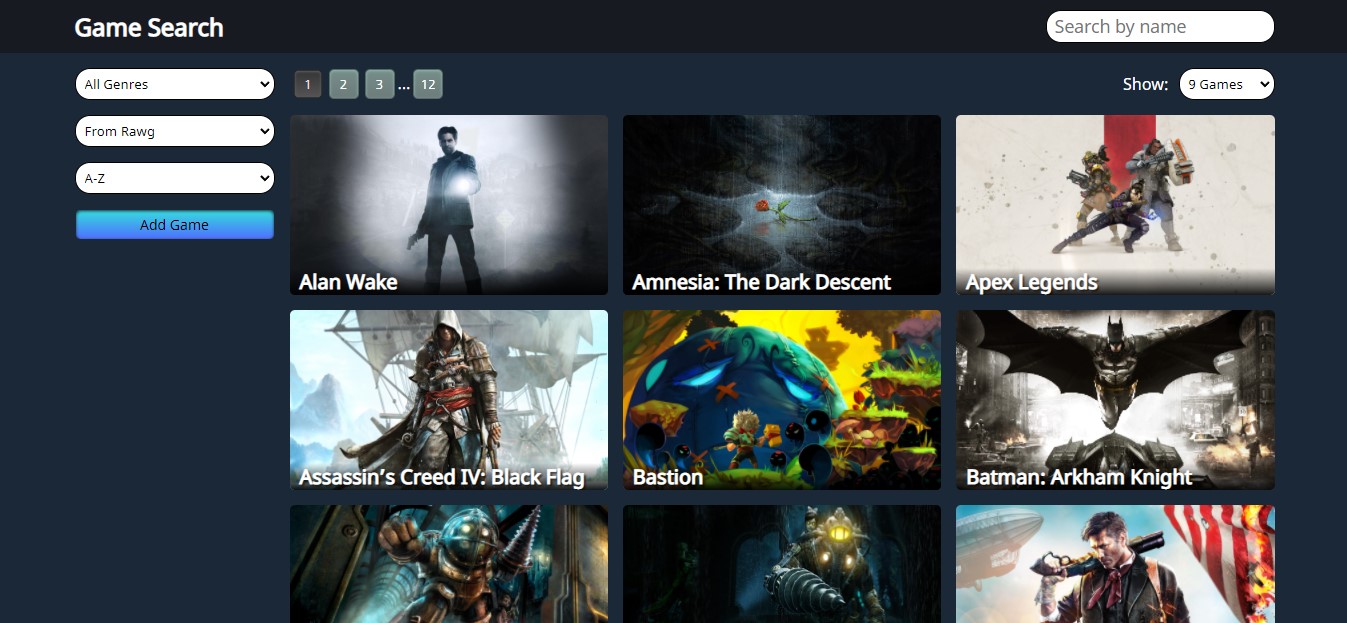 Game Search
Search by name
All Genres
1 2 3 ... 12
Show: 9 Games
From Rawg
A-Z
Add Game
Alan Wake
Amnesia: The Dark Descent
Apex Legends
Assassin’s Creed IV: Black Flag
Bastion
Batman: Arkham Knight